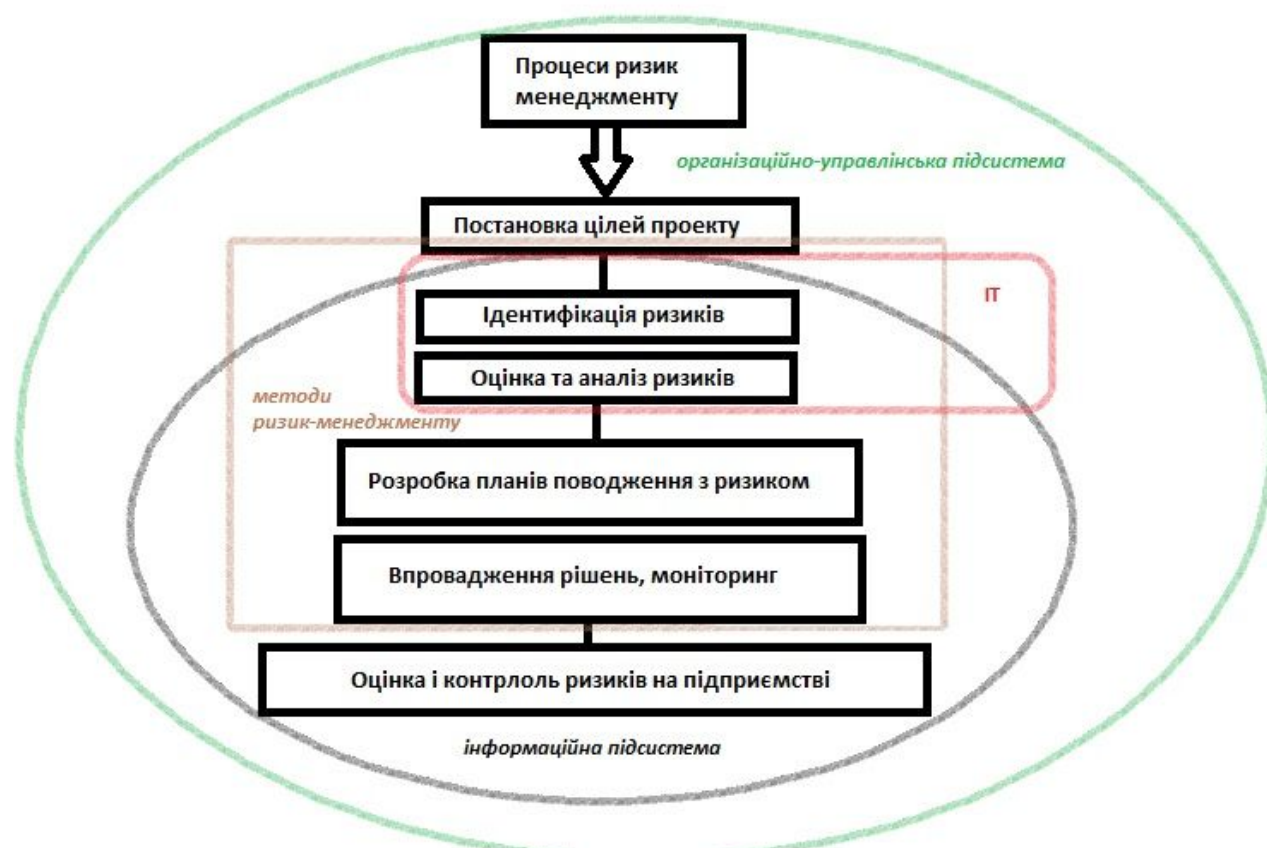 Процеси ризик
менеджменту
організаційно-управлінська підсистема
Постановка цілей проекту
ІТ
Ідентифікація ризиків
Оцінка та аналіз ризиків
методи
ризик-менеджменту
Розробка планів поводження з ризиком
Впровадження рішень, моніторинг
Оцінка і контрлоль ризиків на підприємстві
інформаційна підсистема